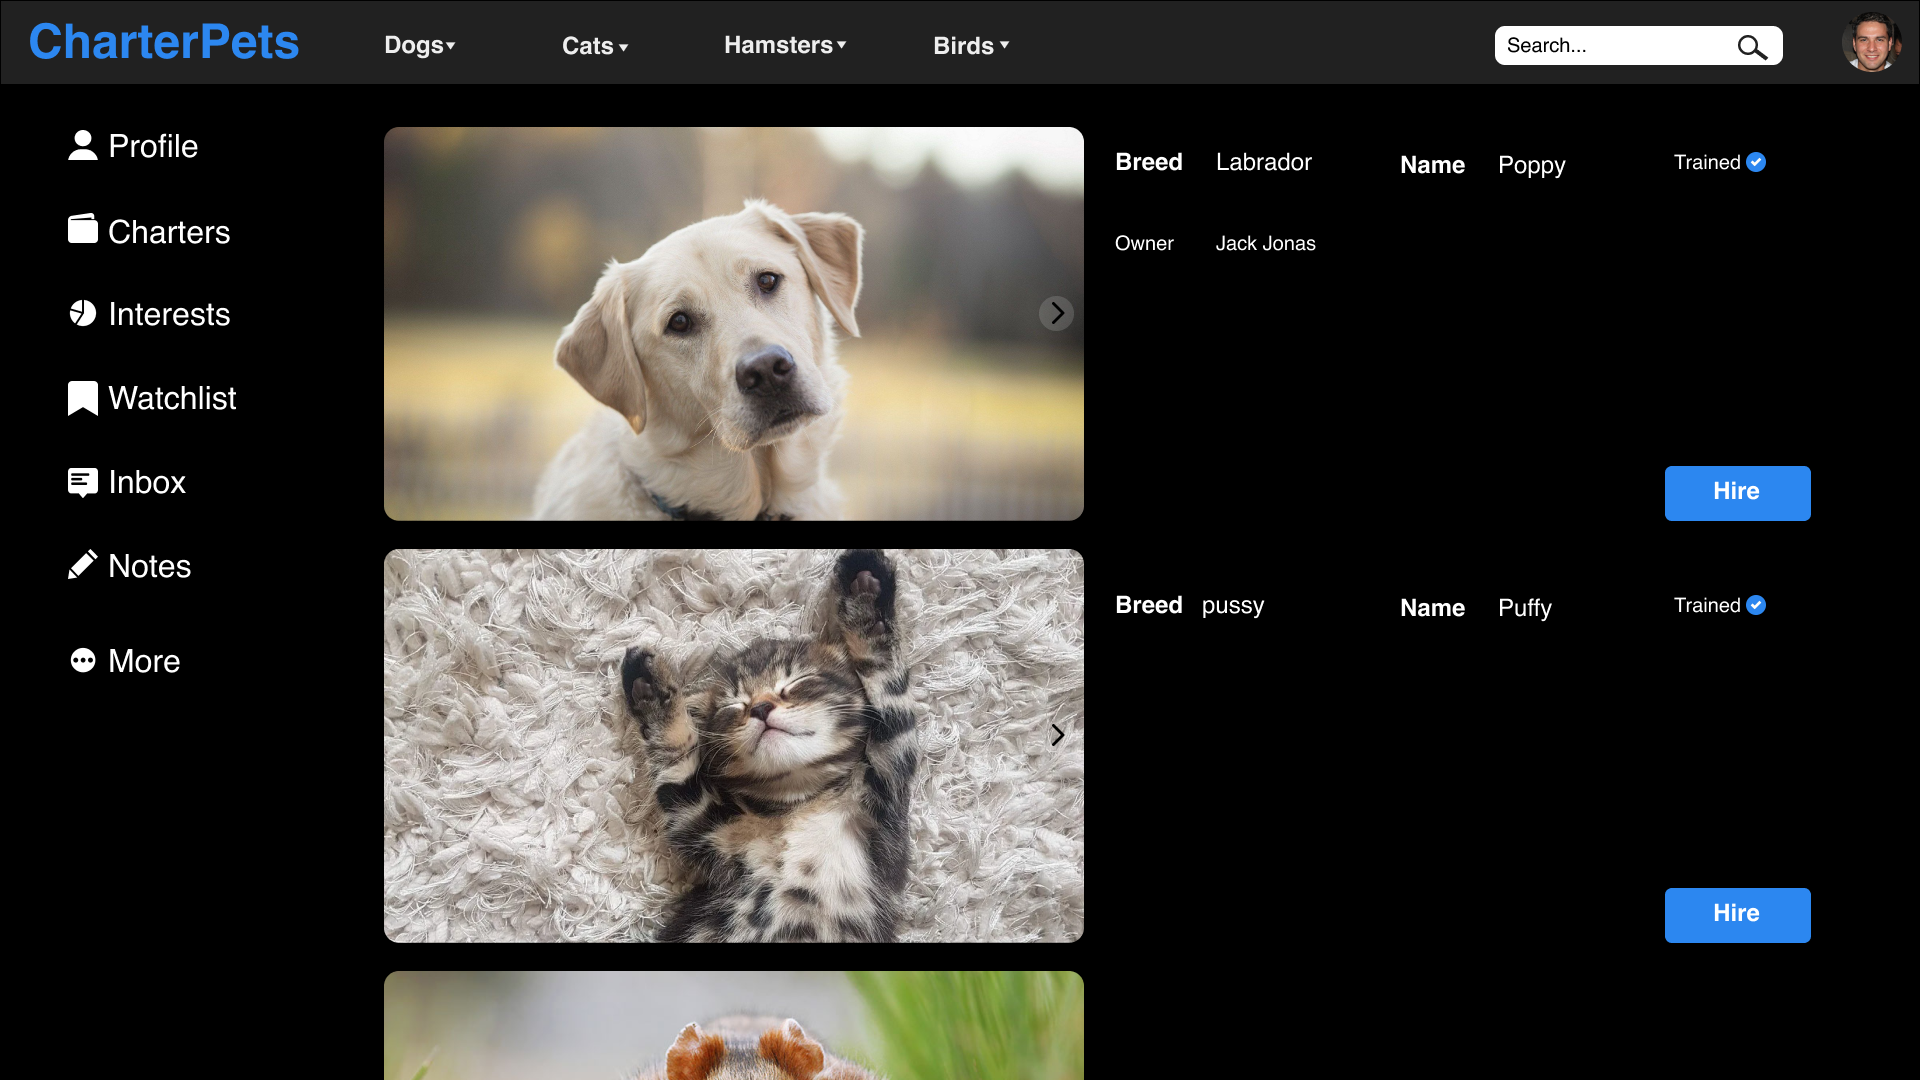 CharterPets
Dogs
Cats
Hamsters
Birds
Search...
Profile
Charters
Interests
Watchlist
Inbox
Notes
More
Breed Labrador Name Poppy Trained
Owner Jack Jonas
Hire
Breed pussy Name Puffy Trained
Hire